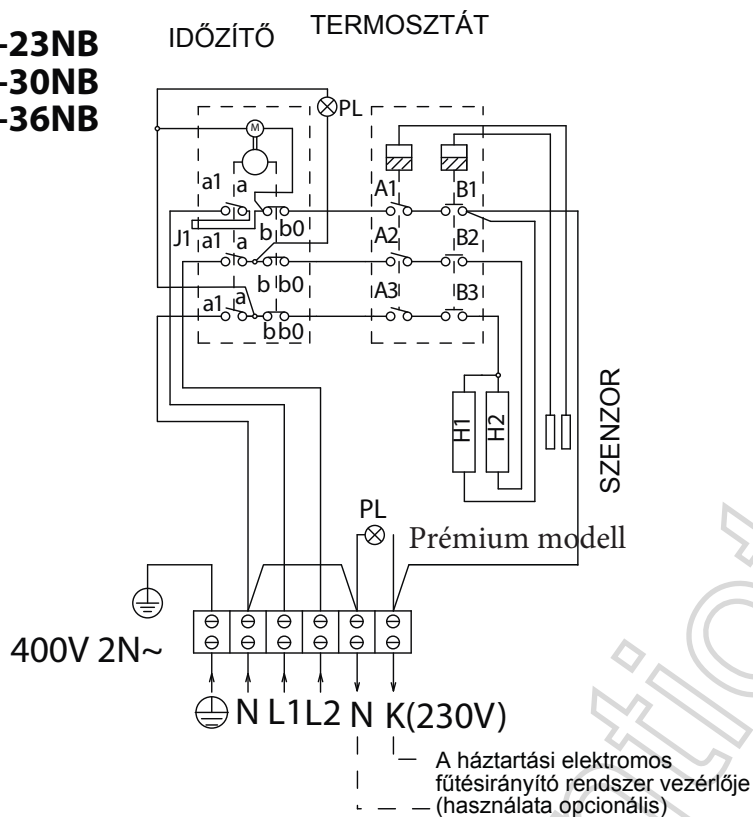 -23NB
-30NB
-36NB
IDŐZÍTŐ
TERMOSZTÁT
PL
M
a1 a
A1
B1
J1
b b0
a1 a
A2
B2
b b0
a1 a
A3
B3
b b0
H1
H2
SZENZOR
PL
Prémium modell
400V 2N~
N L1 L2 N K(230V)
A háztartási elektromos
fűtésirányító rendszer vezérlője
(használata opcionális)